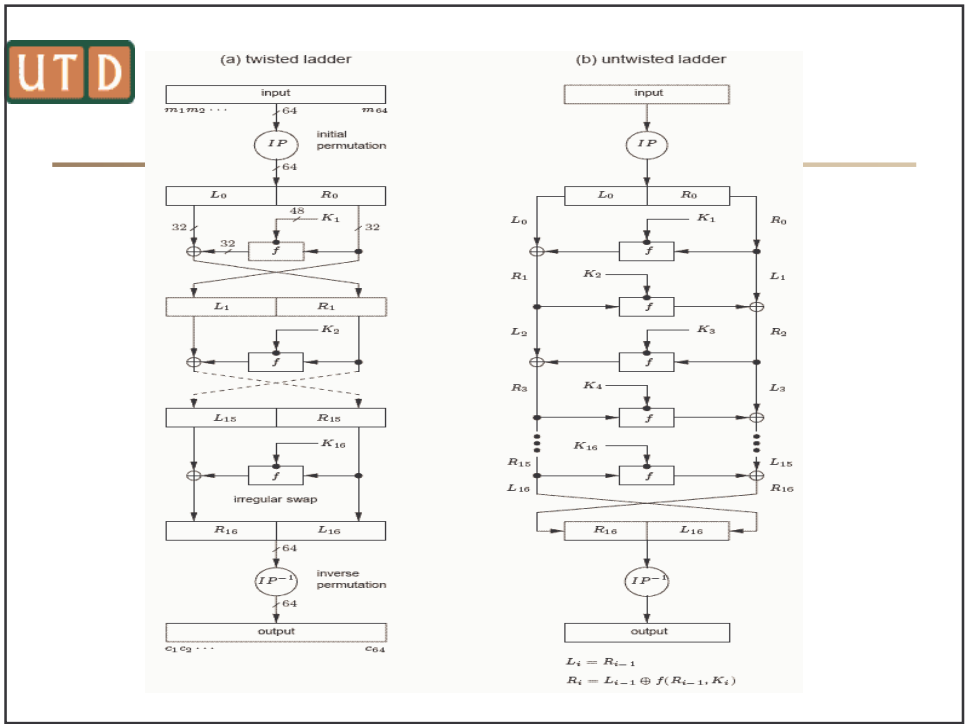 UTD
(a) twisted ladder
input
m₁m₂ ⋯ m₆₄
64
IP
initial
permutation
64
L₀ R₀
48 K₁
32 32 32
f
L₁ R₁
K₂
f
L₁₅ R₁₅
K₁₆
f
irregular swap
R₁₆ L₁₆
64
IP⁻¹
inverse
permutation
64
output
c₁c₂ ⋯ c₆₄
(b) untwisted ladder
input
IP
L₀ R₀
L₀ K₁ R₀
f
R₁ K₂ L₁
f
L₂ K₃ R₂
f
R₃ K₄ L₃
f
K₁₆
R₁₅ f L₁₅
L₁₆ R₁₆
R₁₆ L₁₆
IP⁻¹
output
Lᵢ = Rᵢ₋₁
Rᵢ = Lᵢ₋₁ ⊕ f(Rᵢ₋₁, Kᵢ)